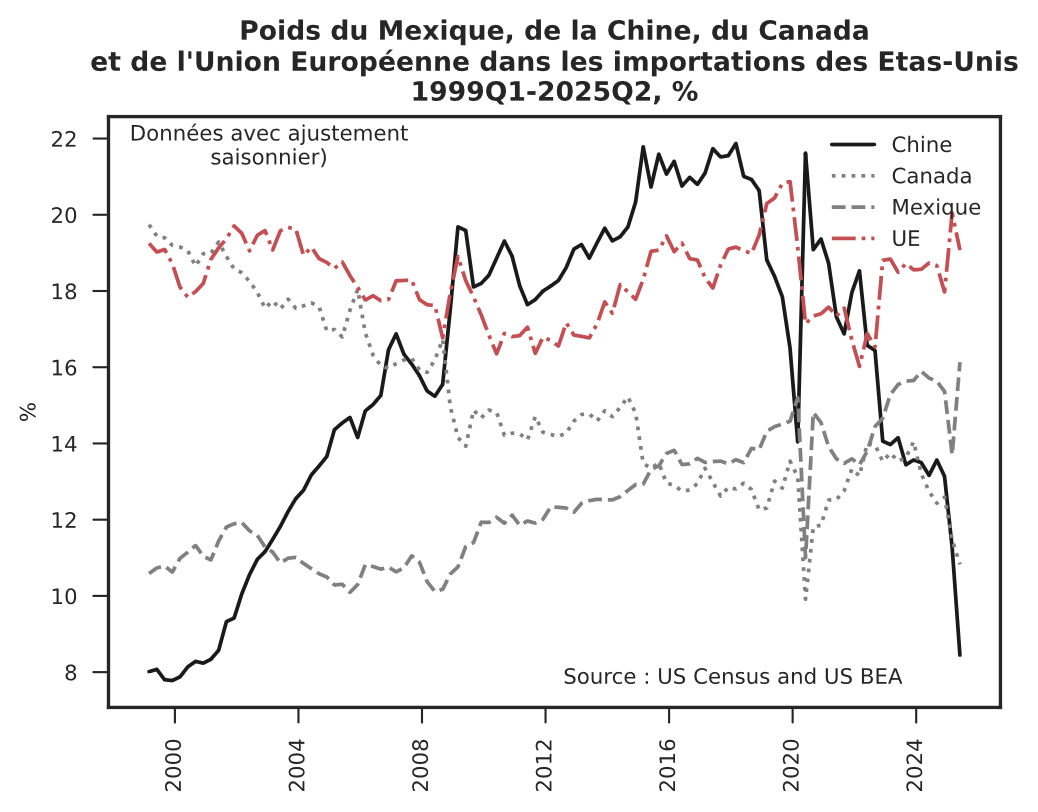 Poids du Mexique, de la Chine, du Canada
et de l'Union Européenne dans les importations des Etas-Unis
1999Q1-2025Q2, %
Données avec ajustement
saisonnier)
Chine
Canada
Mexique
UE
22
20
18
16
14
12
10
8
%
Source : US Census and US BEA
2000
2004
2008
2012
2016
2020
2024